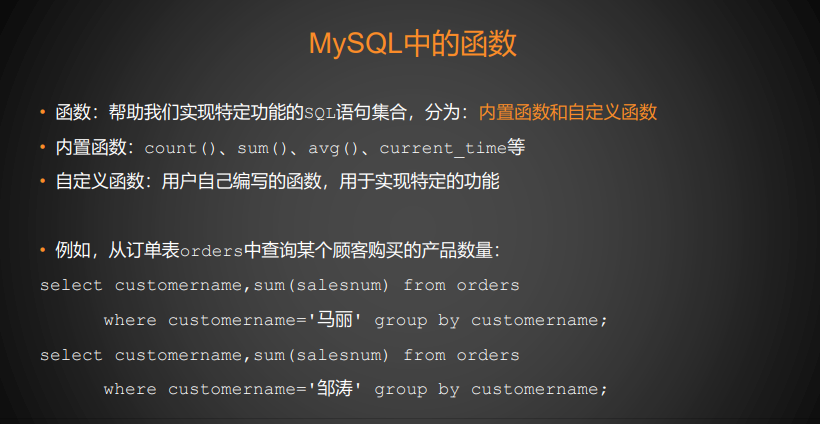 MySQL中的函数
• 函数：帮助我们实现特定功能的SQL语句集合，分为：内置函数和自定义函数
• 内置函数：count()、sum()、avg()、current_time等
• 自定义函数：用户自己编写的函数，用于实现特定的功能
• 例如，从订单表orders中查询某个顾客购买的产品数量：
select customername,sum(salesnum) from orders
where customername='马丽' group by customername;
select customername,sum(salesnum) from orders
where customername='邹涛' group by customername;